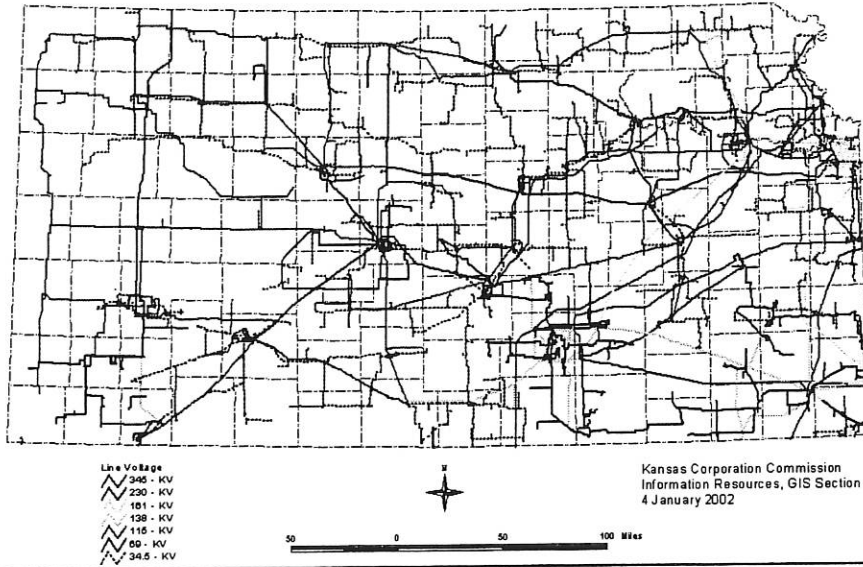 Line Voltage
345 - KV
230 - KV
161 - KV
138 - KV
115 - KV
69 - KV
34.5 - KV
N
50 0 50 100 Miles
Kansas Corporation Commission
Information Resources, GIS Section
4 January 2002